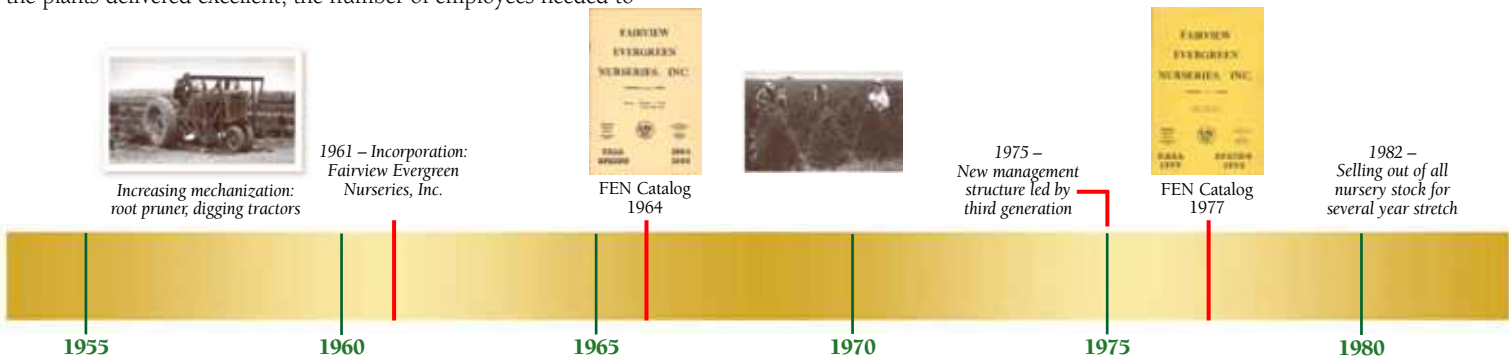 the plants delivered excellent, the number of employees needed to
FAIRVIEW
EVERGREEN
NURSERIES, INC.
FAIRVIEW
EVERGREEN
NURSERIES, INC.
Increasing mechanization:
root pruner, digging tractors
1961 – Incorporation:
Fairview Evergreen
Nurseries, Inc.
FEN Catalog
1964
1975 –
New management
structure led by
third generation
FEN Catalog
1977
1982 –
Selling out of all
nursery stock for
several year stretch
1955
1960
1965
1970
1975
1980